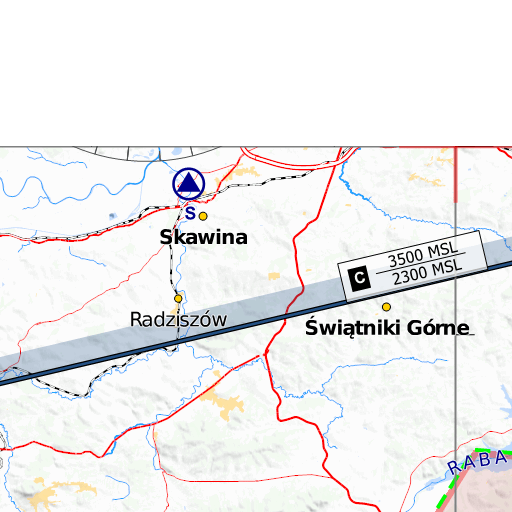 S
Skawina
C
3500 MSL
2300 MSL
Radziszów
Świątniki Górne
RABA